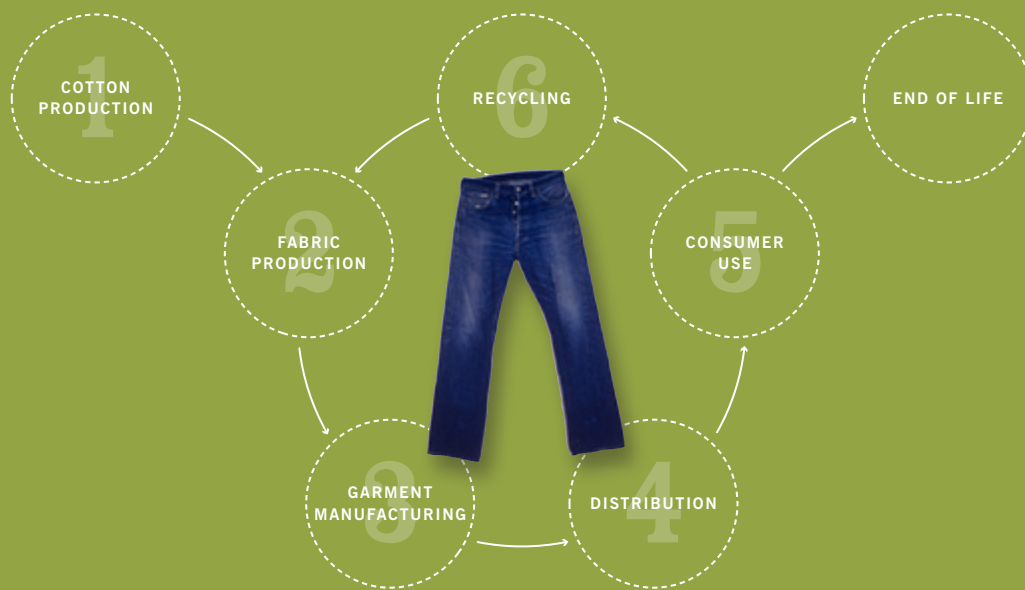 1
COTTON
PRODUCTION
2
FABRIC
PRODUCTION
3
GARMENT
MANUFACTURING
4
DISTRIBUTION
5
CONSUMER
USE
6
RECYCLING
END OF LIFE